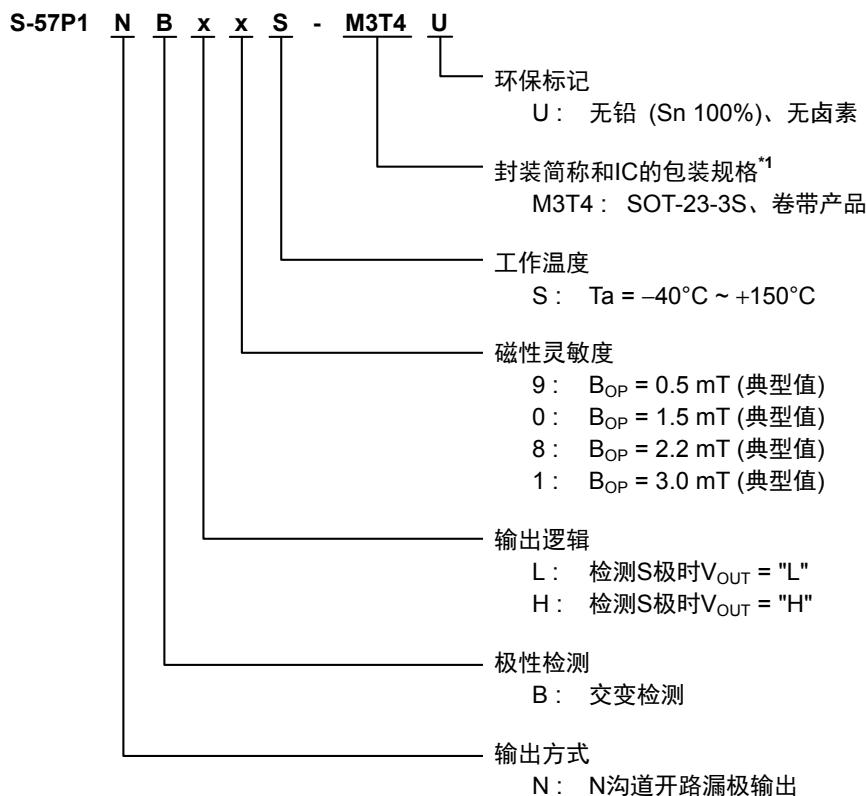 S-57P1 N B x x S - M3T4 U
环保标记
U : 无铅 (Sn 100%)、无卤素
封装简称和IC的包装规格*1
M3T4 : SOT-23-3S、卷带产品
工作温度
S : Ta = −40°C ~ +150°C
磁性灵敏度
9 : BOP = 0.5 mT (典型值)
0 : BOP = 1.5 mT (典型值)
8 : BOP = 2.2 mT (典型值)
1 : BOP = 3.0 mT (典型值)
输出逻辑
L : 检测S极时VOUT = "L"
H : 检测S极时VOUT = "H"
极性检测
B : 交变检测
输出方式
N : N沟道开路漏极输出